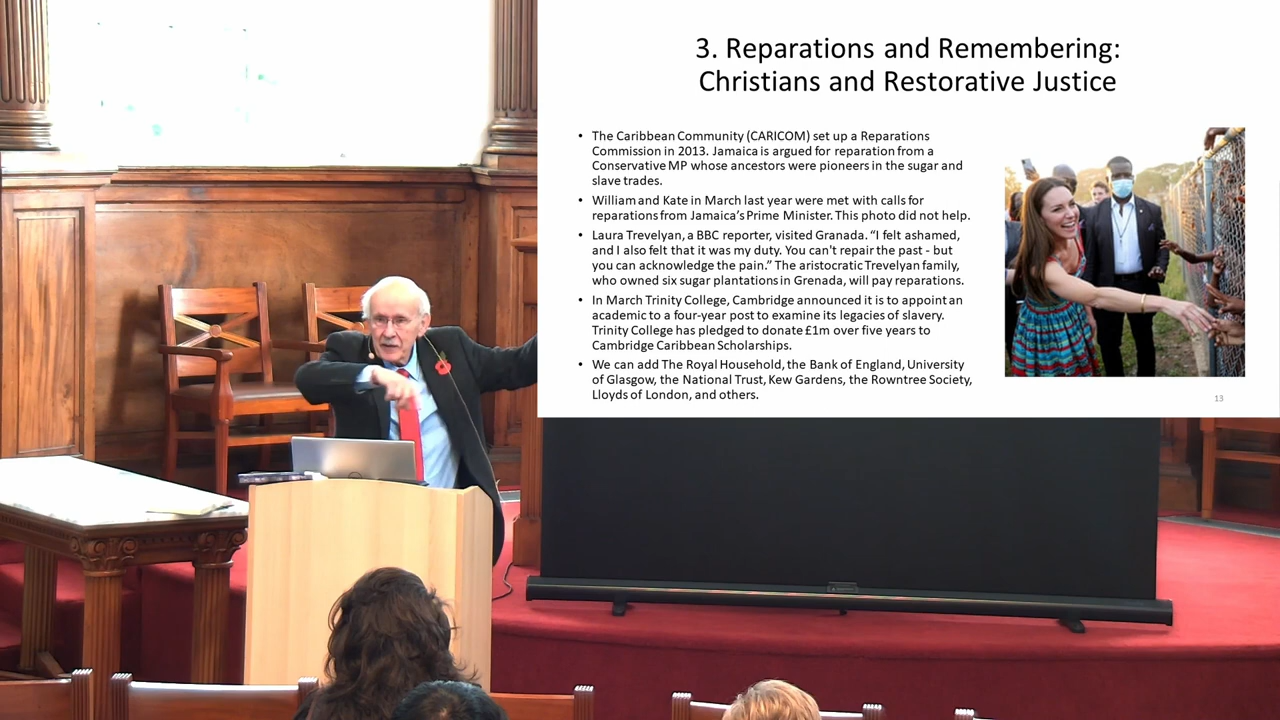 3. Reparations and Remembering:
Christians and Restorative Justice
• The Caribbean Community (CARICOM) set up a Reparations
Commission in 2013. Jamaica is argued for reparation from a
Conservative MP whose ancestors were pioneers in the sugar and
slave trades.
• William and Kate in March last year were met with calls for
reparations from Jamaica's Prime Minister. This photo did not help.
• Laura Trevelyan, a BBC reporter, visited Granada. “I felt ashamed,
and I also felt that it was my duty. You can't repair the past - but
you can acknowledge the pain.” The aristocratic Trevelyan family,
who owned six sugar plantations in Grenada, will pay reparations.
• In March Trinity College, Cambridge announced it is to appoint an
academic to a four-year post to examine its legacies of slavery.
Trinity College has pledged to donate £1m over five years to
Cambridge Caribbean Scholarships.
• We can add The Royal Household, the Bank of England, University
of Glasgow, the National Trust, Kew Gardens, the Rowntree Society,
Lloyds of London, and others.
13